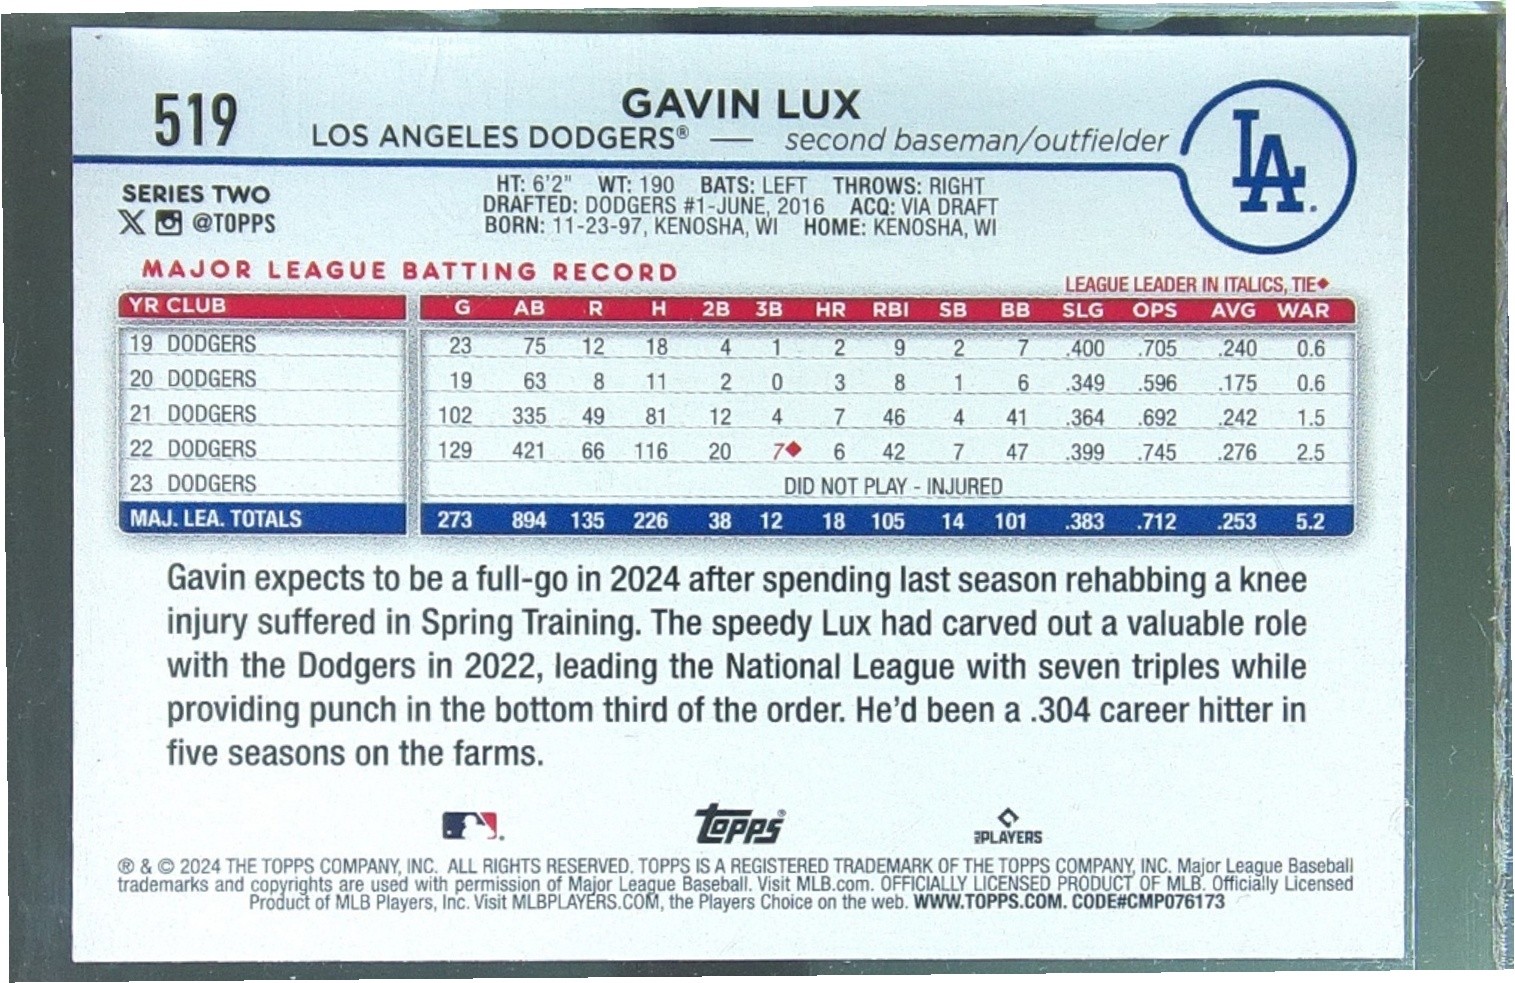 519
GAVIN LUX
LOS ANGELES DODGERS® — second baseman/outfielder
LA
SERIES TWO
@TOPPS
HT: 6'2" WT: 190 BATS: LEFT THROWS: RIGHT
DRAFTED: DODGERS #1-JUNE, 2016 ACQ: VIA DRAFT
BORN: 11-23-97, KENOSHA, WI HOME: KENOSHA, WI
MAJOR LEAGUE BATTING RECORD
LEAGUE LEADER IN ITALICS, TIE◆
YR CLUB G AB R H 2B 3B HR RBI SB BB SLG OPS AVG WAR
19 DODGERS 23 75 12 18 4 1 2 9 2 7 .400 .705 .240 0.6
20 DODGERS 19 63 8 11 2 0 3 8 1 6 .349 .596 .175 0.6
21 DODGERS 102 335 49 81 12 4 7 46 4 41 .364 .692 .242 1.5
22 DODGERS 129 421 66 116 20 7◆ 6 42 7 47 .399 .745 .276 2.5
23 DODGERS DID NOT PLAY - INJURED
MAJ. LEA. TOTALS 273 894 135 226 38 12 18 105 14 101 .383 .712 .253 5.2
Gavin expects to be a full-go in 2024 after spending last season rehabbing a knee
injury suffered in Spring Training. The speedy Lux had carved out a valuable role
with the Dodgers in 2022, leading the National League with seven triples while
providing punch in the bottom third of the order. He'd been a .304 career hitter in
five seasons on the farms.
Topps®
PLAYERS
® & © 2024 THE TOPPS COMPANY, INC. ALL RIGHTS RESERVED. TOPPS IS A REGISTERED TRADEMARK OF THE TOPPS COMPANY, INC. Major League Baseball
trademarks and copyrights are used with permission of Major League Baseball. Visit MLB.com. OFFICIALLY LICENSED PRODUCT OF MLB. Officially Licensed
Product of MLB Players, Inc. Visit MLBPLAYERS.COM, the Players Choice on the web. WWW.TOPPS.COM. CODE#CMP076173